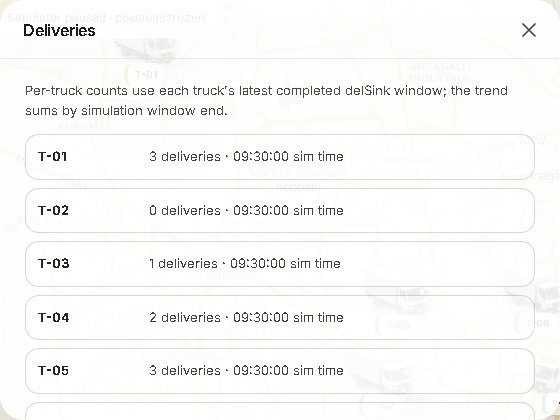 Simulator paused · positions frozen
Deliveries
T-01
METAGALLI
INDUSTRIAL
Per-truck counts use each truck's latest completed delSink window; the trend
sums by simulation window end.
T-01 3 deliveries · 09:30:00 sim time
T-02 0 deliveries · 09:30:00 sim time
T-03 1 deliveries · 09:30:00 sim time
T-04 2 deliveries · 09:30:00 sim time
T-05 3 deliveries · 09:30:00 sim time